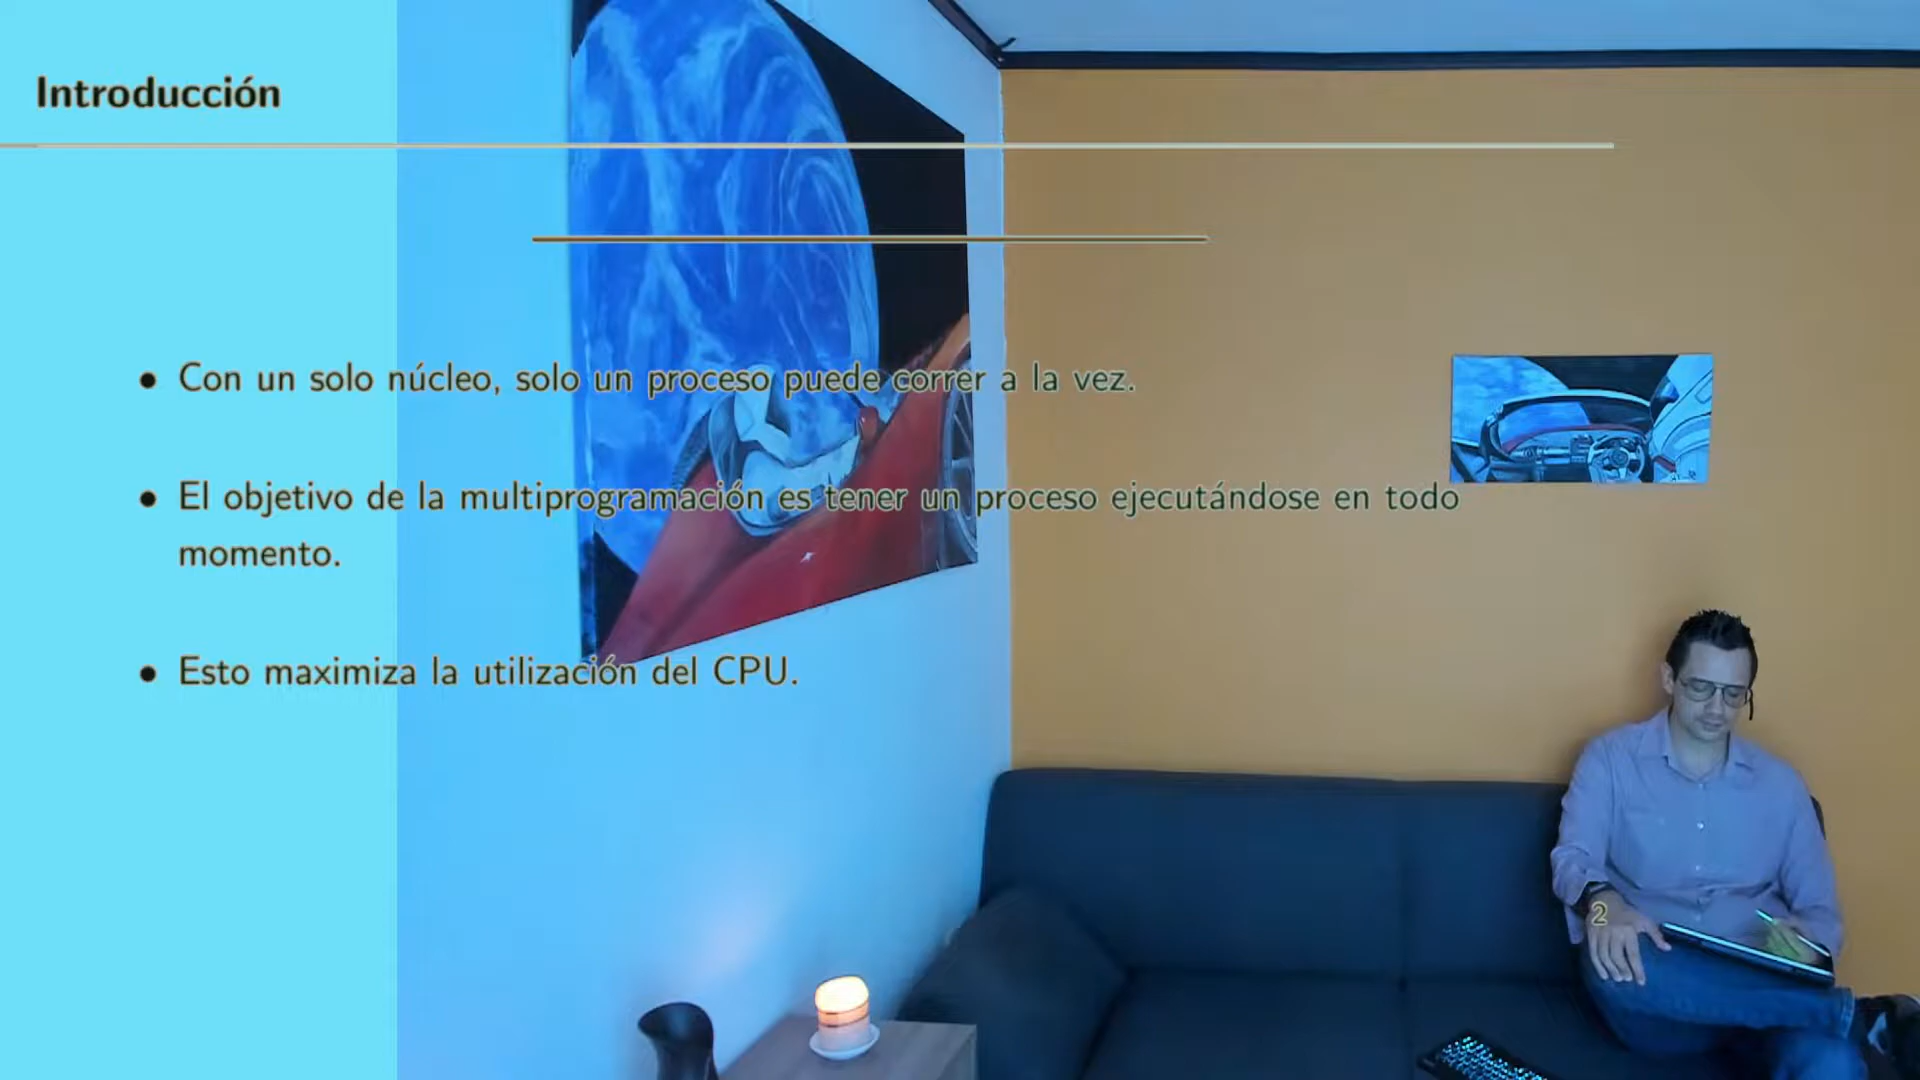 Introducción
Con un solo núcleo, solo un proceso puede correr a la vez.
El objetivo de la multiprogramación es tener un proceso ejecutándose en todo
momento.
Esto maximiza la utilización del CPU.
2